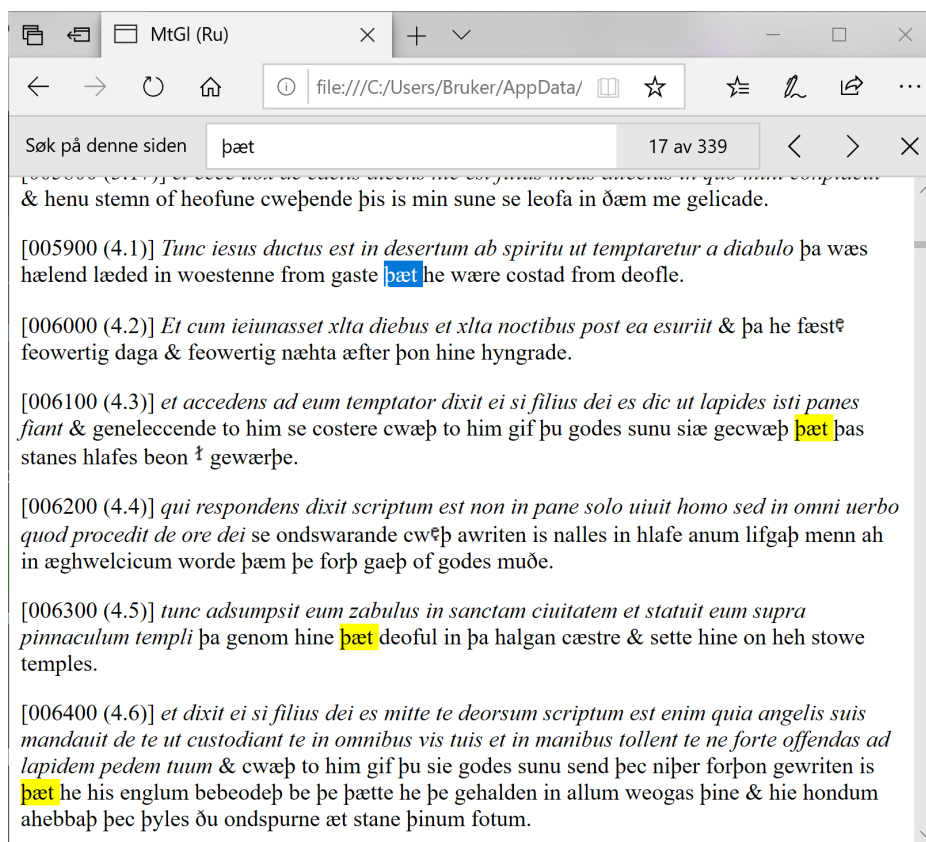 MtGl (Ru)
file:///C:/Users/Bruker/AppData/
Søk på denne siden þæt 17 av 339
& henu stemn of heofune cweþende þis is min sune se leofa in ðæm me gelicade.
[005900 (4.1)] Tunc iesus ductus est in desertum ab spiritu ut temptaretur a diabulo þa wæs
hælend læded in woestenne from gaste þæt he wære costad from deofle.
[006000 (4.2)] Et cum ieiunasset xlta diebus et xlta noctibus post ea esuriit & þa he fæstę
feowertig daga & feowertig næhta æfter þon hine hyngrade.
[006100 (4.3)] et accedens ad eum temptator dixit ei si filius dei es dic ut lapides isti panes
fiant & geneleccende to him se costere cwæþ to him gif þu godes sunu siæ gecwæþ þæt þas
stanes hlafes beon ł gewærþe.
[006200 (4.4)] qui respondens dixit scriptum est non in pane solo uiuit homo sed in omni uerbo
quod procedit de ore dei se ondswarande cwęþ awriten is nalles in hlafe anum lifgaþ menn ah
in æghwelcicum worde þæm þe forþ gaeþ of godes muðe.
[006300 (4.5)] tunc adsumpsit eum zabulus in sanctam ciuitatem et statuit eum supra
pinnaculum templi þa genom hine þæt deoful in þa halgan cæstre & sette hine on heh stowe
temples.
[006400 (4.6)] et dixit ei si filius dei es mitte te deorsum scriptum est enim quia angelis suis
mandauit de te ut custodiant te in omnibus vis tuis et in manibus tollent te ne forte offendas ad
lapidem pedem tuum & cwæþ to him gif þu sie godes sunu send þec niþer forþon gewriten is
þæt he his englum bebeodeþ be þe þætte he þe gehalden in allum weogas þine & hie hondum
ahebbaþ þec þyles ðu ondspurne æt stane þinum fotum.